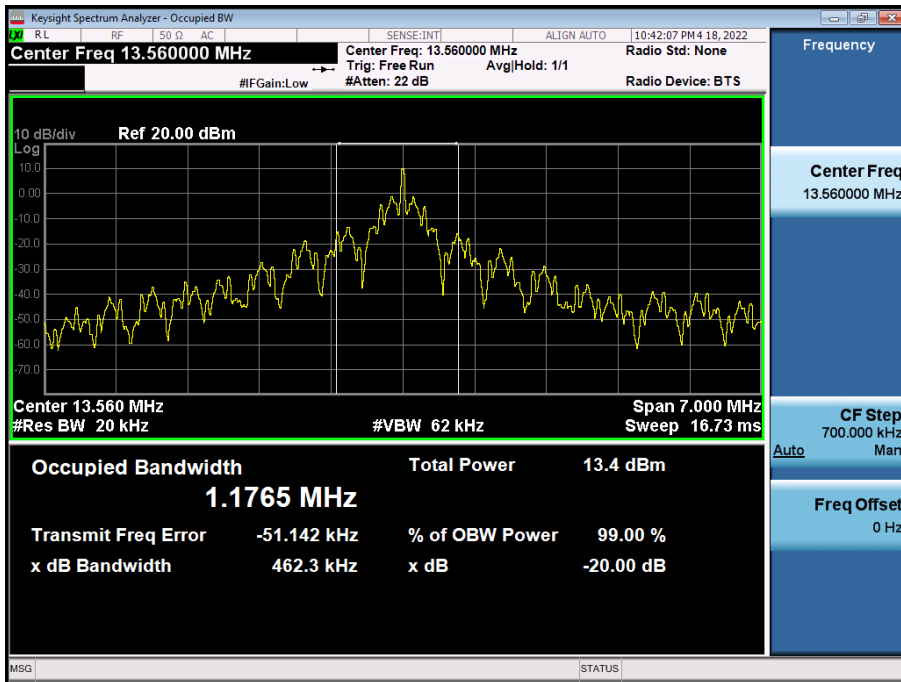 Keysight Spectrum Analyzer - Occupied BW
LXI RL RF 50 Ω AC SENSE:INT ALIGN AUTO 10:42:07 PM 4 18, 2022
Center Freq 13.560000 MHz
Center Freq: 13.560000 MHz Radio Std: None
Trig: Free Run Avg|Hold: 1/1
#IFGain:Low #Atten: 22 dB Radio Device: BTS
10 dB/div Ref 20.00 dBm
Log
10.0
0.00
-10.0
-20.0
-30.0
-40.0
-50.0
-60.0
-70.0
Center 13.560 MHz Span 7.000 MHz
#Res BW 20 kHz #VBW 62 kHz Sweep 16.73 ms
Occupied Bandwidth Total Power 13.4 dBm
1.1765 MHz
Transmit Freq Error -51.142 kHz % of OBW Power 99.00 %
x dB Bandwidth 462.3 kHz x dB -20.00 dB
MSG STATUS
Frequency
Center Freq
13.560000 MHz
CF Step
700.000 kHz
Auto Man
Freq Offset
0 Hz